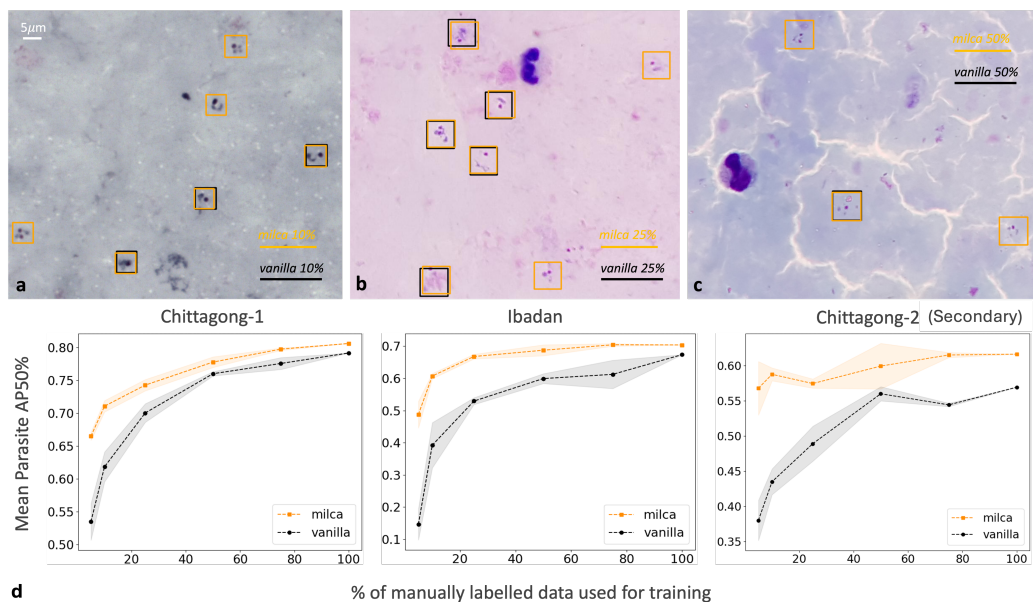 5μm
milca 10%
vanilla 10%
a
milca 25%
vanilla 25%
b
milca 50%
vanilla 50%
c
Chittagong-1
Ibadan
Chittagong-2 (Secondary)
Mean Parasite AP50%
0.80
0.75
0.70
0.65
0.60
0.55
0.50
20 40 60 80 100
milca
vanilla
0.7
0.6
0.5
0.4
0.3
0.2
0.1
20 40 60 80 100
milca
vanilla
0.60
0.55
0.50
0.45
0.40
0.35
20 40 60 80 100
milca
vanilla
d
% of manually labelled data used for training